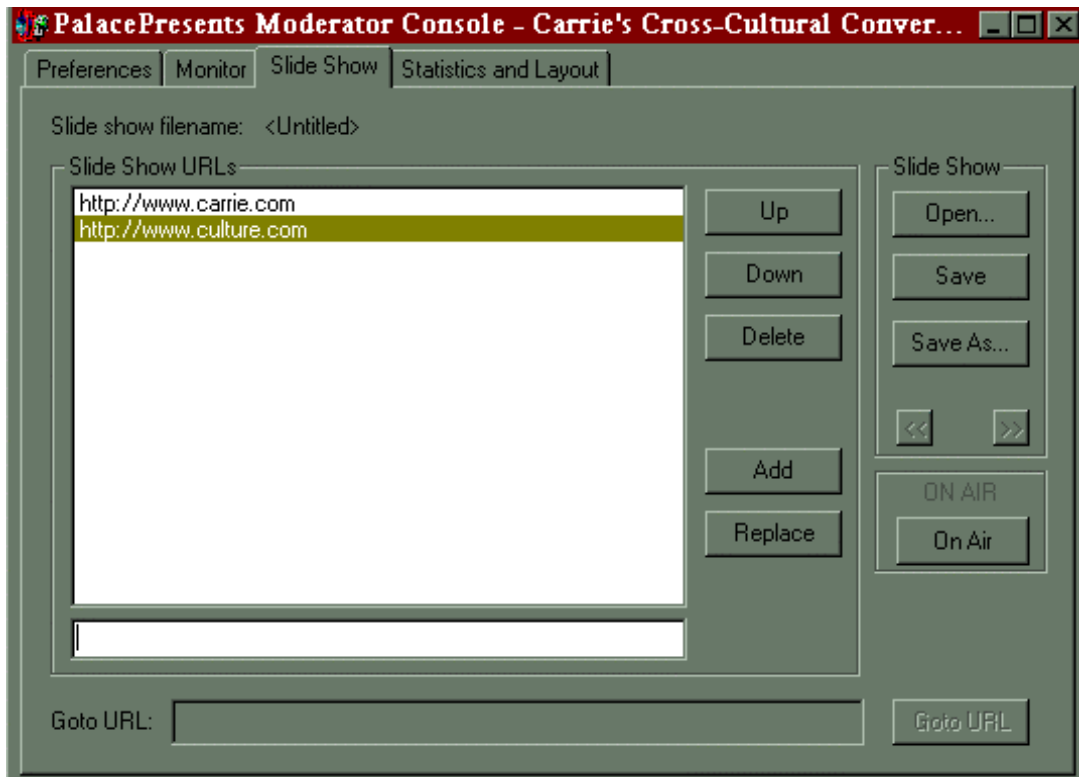 PalacePresents Moderator Console - Carrie's Cross-Cultural Conver...
Preferences Monitor Slide Show Statistics and Layout
Slide show filename: <Untitled>
Slide Show URLs
http://www.carrie.com
http://www.culture.com
Up
Down
Delete
Add
Replace
Slide Show
Open...
Save
Save As...
<< >>
ON AIR
On Air
Goto URL: Goto URL